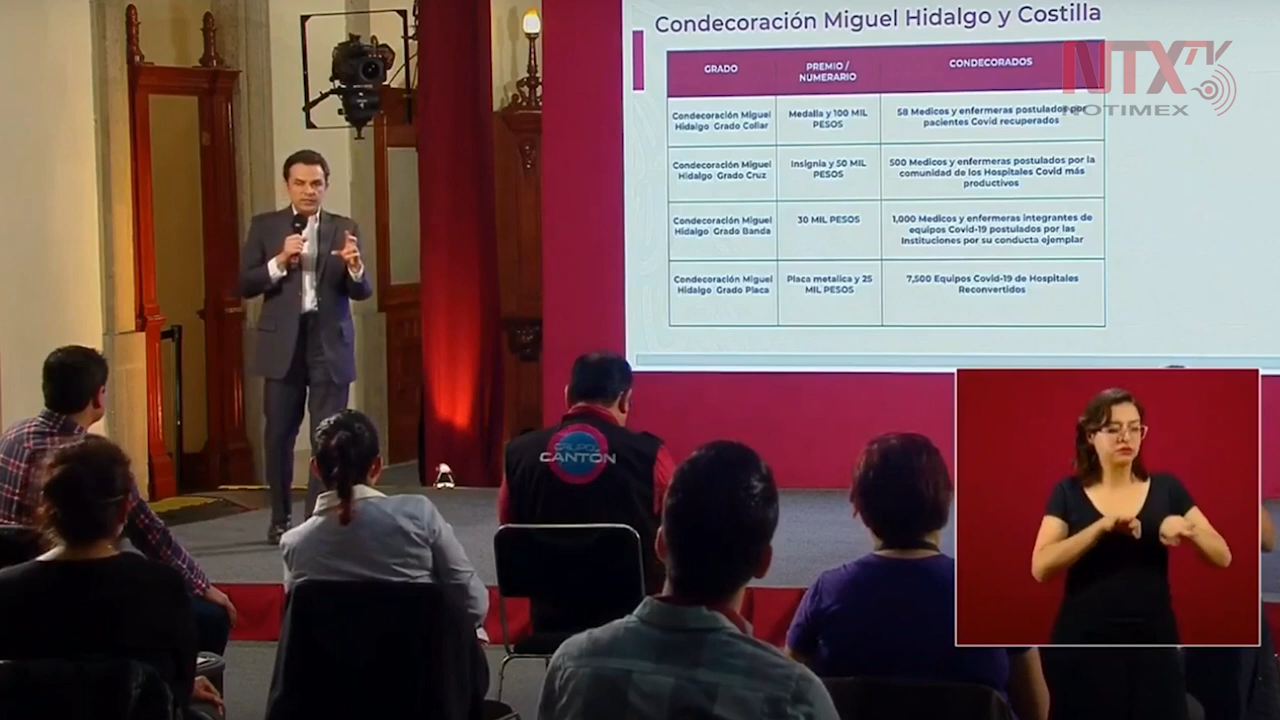 Condecoración Miguel Hidalgo y Costilla
NTX TV
NOTIMEX
GRADO
PREMIO /
NUMERARIO
CONDECORADOS
Condecoración Miguel
Hidalgo Grado Collar
Medalla y 100 MIL
PESOS
58 Medicos y enfermeras postulados por
pacientes Covid recuperados
Condecoración Miguel
Hidalgo Grado Cruz
Insignia y 50 MIL
PESOS
500 Medicos y enfermeras postulados por la
comunidad de los Hospitales Covid más
productivos
Condecoración Miguel
Hidalgo Grado Banda
30 MIL PESOS
1,000 Medicos y enfermeras integrantes de
equipos Covid-19 postulados por las
Instituciones por su conducta ejemplar
Condecoración Miguel
Hidalgo Grado Placa
Placa metalica y 25
MIL PESOS
7,500 Equipos Covid-19 de Hospitales
Reconvertidos
GRUPO
CANTÓN